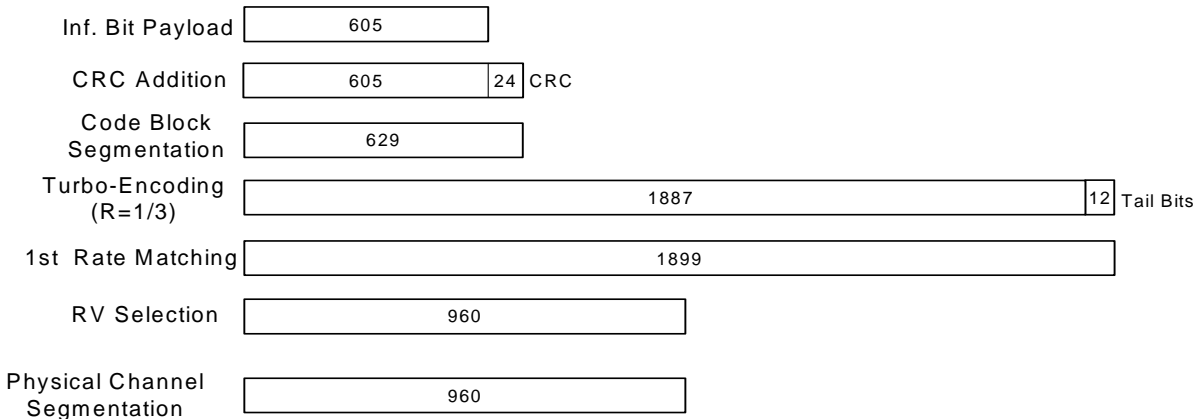 Inf. Bit Payload 605
CRC Addition 605 24 CRC
Code Block
Segmentation 629
Turbo-Encoding
(R=1/3) 1887 12 Tail Bits
1st Rate Matching 1899
RV Selection 960
Physical Channel
Segmentation 960